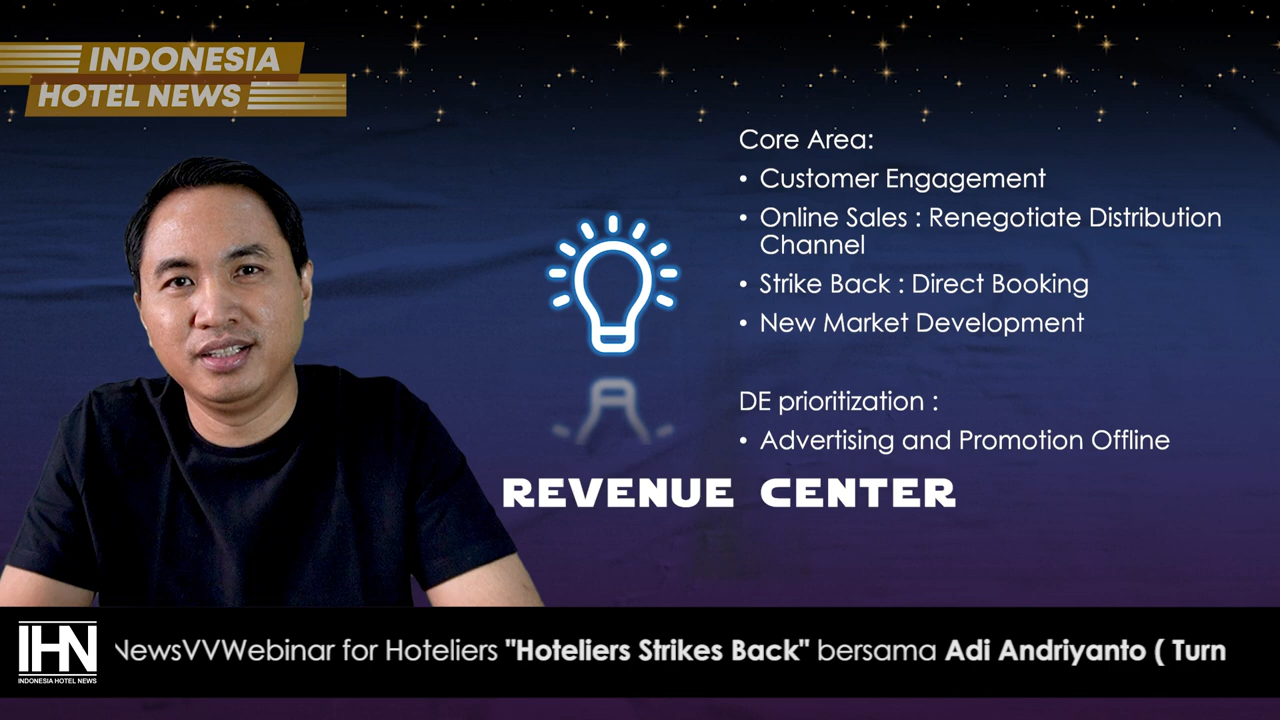 INDONESIA
HOTEL NEWS
Core Area:
• Customer Engagement
• Online Sales : Renegotiate Distribution
Channel
• Strike Back : Direct Booking
• New Market Development
DE prioritization :
• Advertising and Promotion Offline
REVENUE CENTER
IHN
INDONESIA HOTEL NEWS
NewsVVWebinar for Hoteliers "Hoteliers Strikes Back" bersama Adi Andriyanto ( Turn